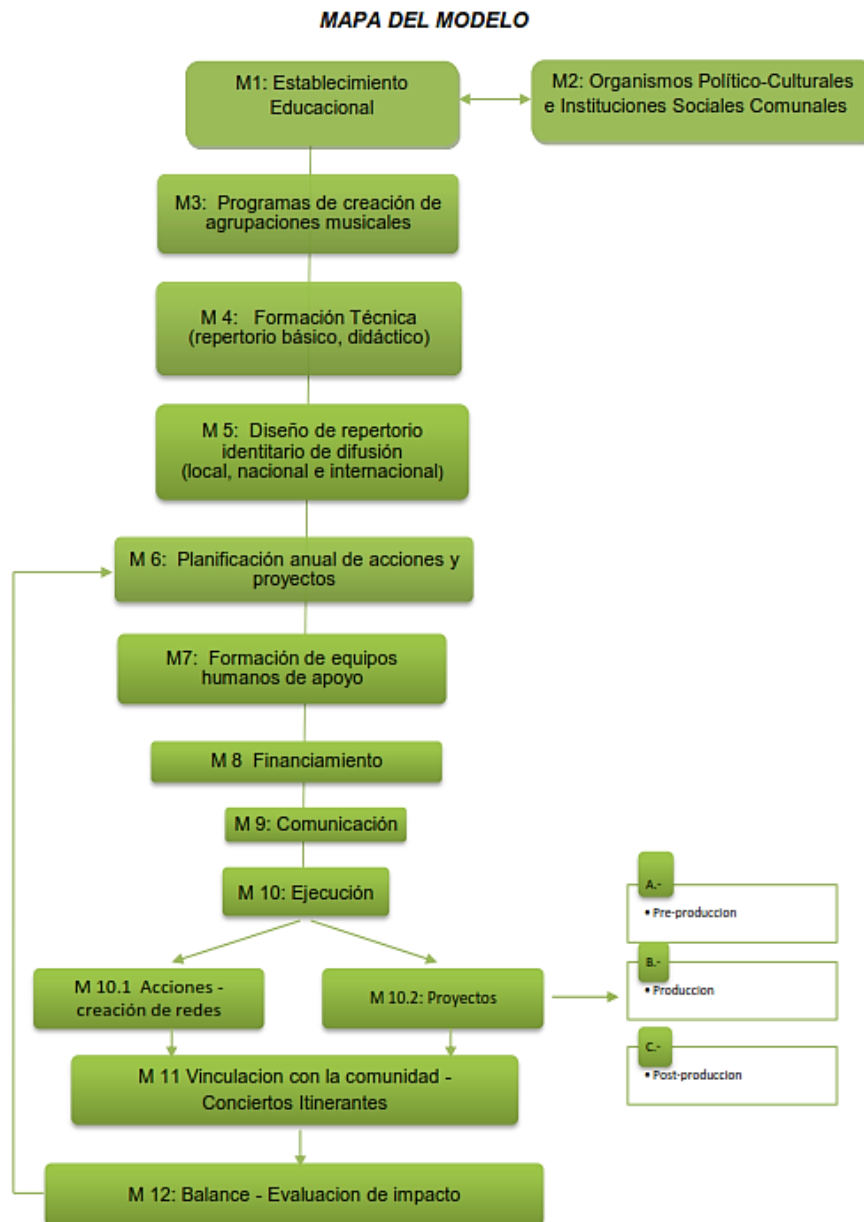 MAPA DEL MODELO
M1: Establecimiento
Educacional
M2: Organismos Político-Culturales
e Instituciones Sociales Comunales
M3: Programas de creación de
agrupaciones musicales
M 4: Formación Técnica
(repertorio básico, didáctico)
M 5: Diseño de repertorio
identitario de difusión
(local, nacional e internacional)
M 6: Planificación anual de acciones y
proyectos
M7: Formación de equipos
humanos de apoyo
M 8 Financiamiento
M 9: Comunicación
M 10: Ejecución
M 10.1 Acciones -
creación de redes
M 10.2: Proyectos
A.-
• Pre-produccion
B.-
• Produccion
C.-
• Post-produccion
M 11 Vinculacion con la comunidad -
Conciertos Itinerantes
M 12: Balance - Evaluacion de impacto